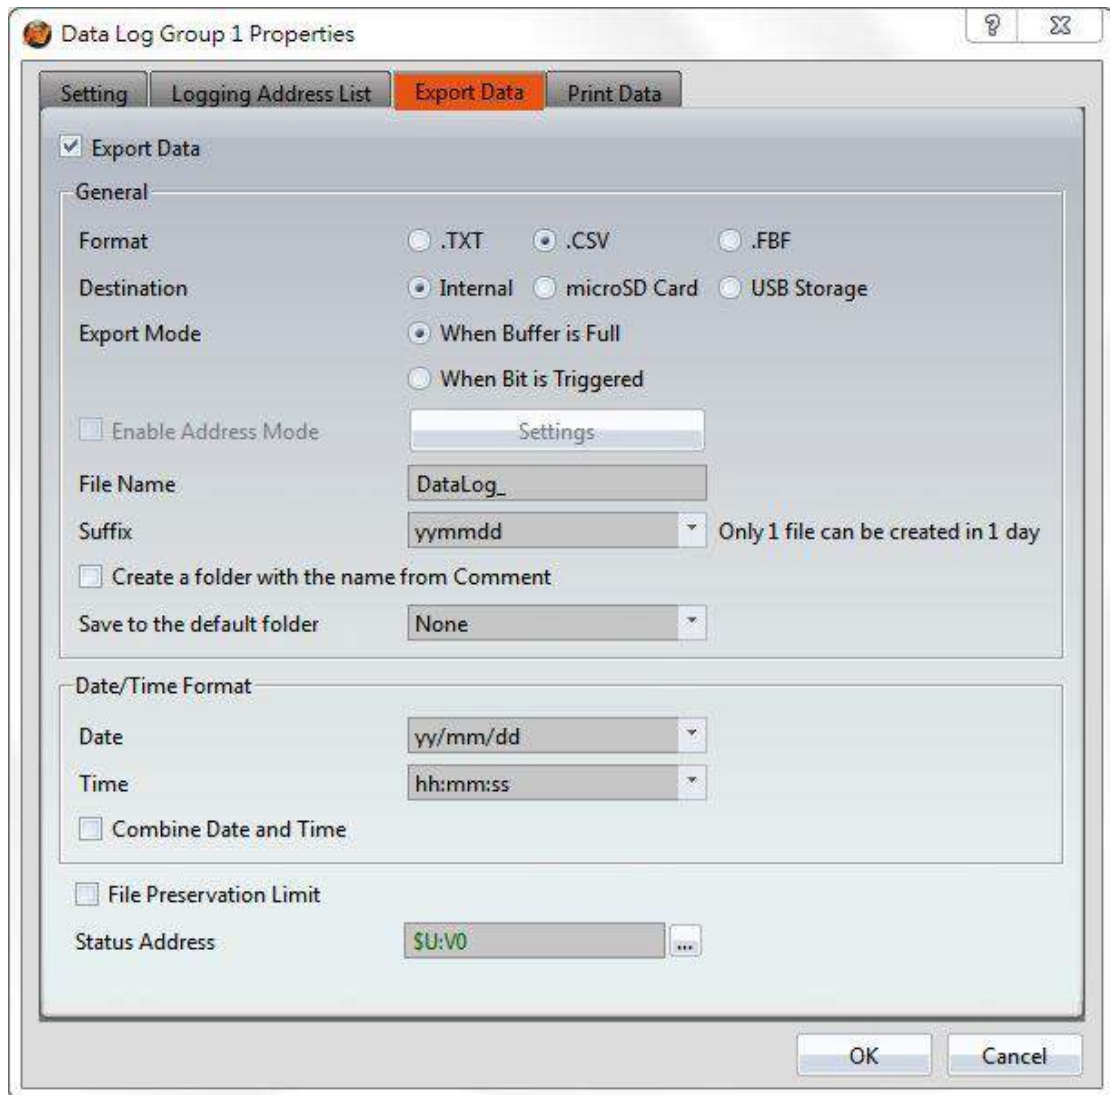 Data Log Group 1 Properties
Setting Logging Address List Export Data Print Data
Export Data
General
Format .TXT .CSV .FBF
Destination Internal microSD Card USB Storage
Export Mode When Buffer is Full
When Bit is Triggered
Enable Address Mode Settings
File Name DataLog_
Suffix yymmdd Only 1 file can be created in 1 day
Create a folder with the name from Comment
Save to the default folder None
Date/Time Format
Date yy/mm/dd
Time hh:mm:ss
Combine Date and Time
File Preservation Limit
Status Address $U:V0 ...
OK Cancel